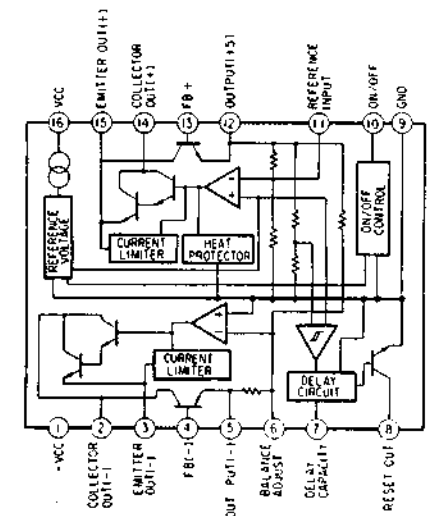 VCC
EMITTER OUT(+)
COLLECTOR
OUT(+)
FB+
OUTPUT(+5)
REFERENCE
INPUT
ON/OFF
GND
16
15
14
13
12
11
10
9
REFERENCE
VOLTAGE
CURRENT
LIMITER
HEAT
PROTECTOR
ON/OFF
CONTROL
-
+
+
-
CURRENT
LIMITER
DELAY
CIRCUIT
1
2
3
4
5
6
7
8
-VCC
COLLECTOR
OUT(-)
EMITTER
OUT(-)
FB(-)
OUT PUT(-)
BALANCE
ADJUST
DELAY
CAPACITY
RESET OUT